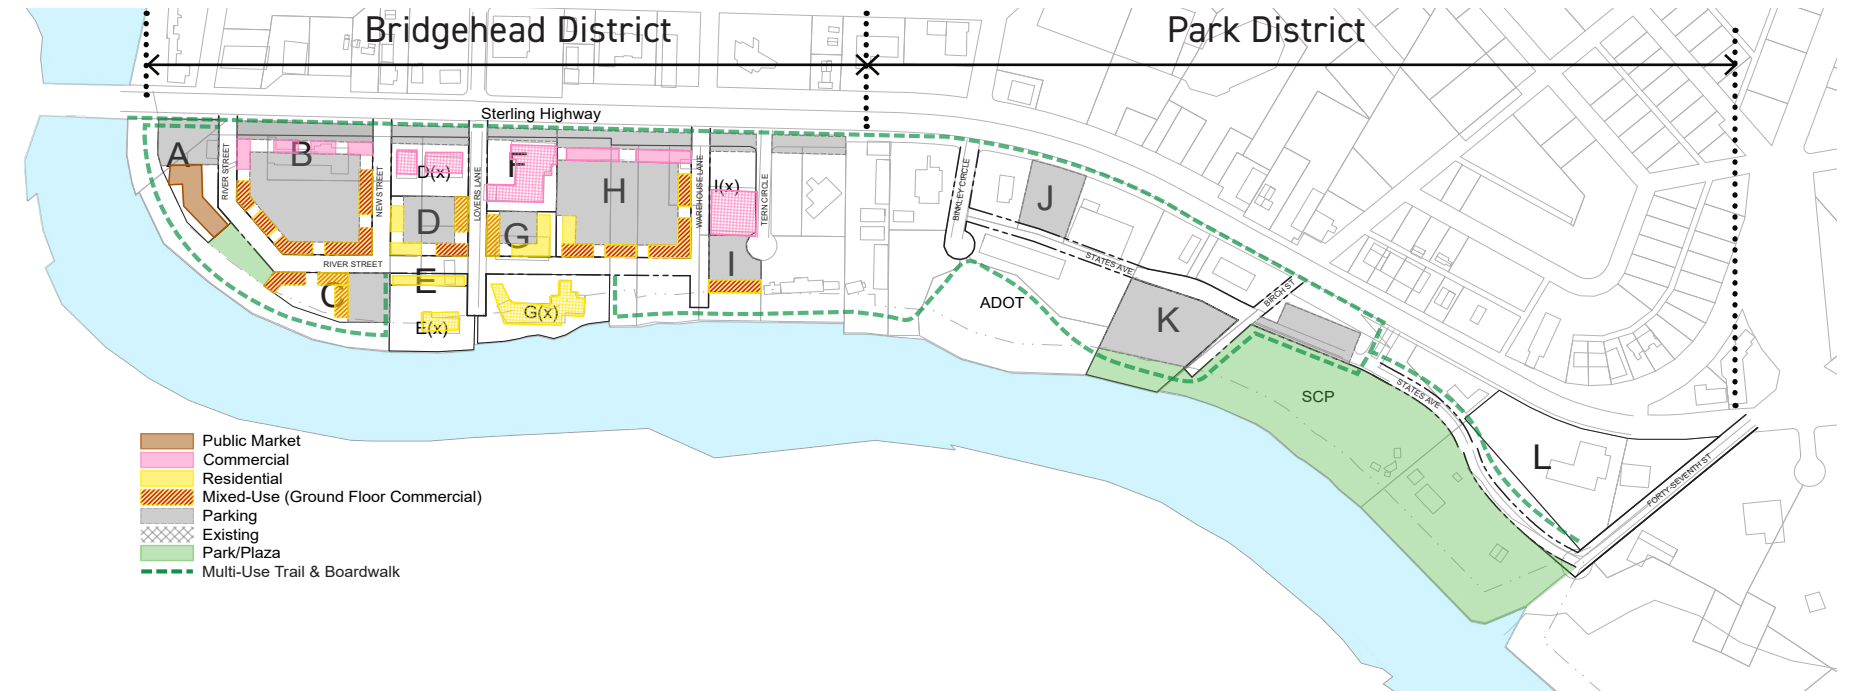 Bridgehead District
Park District
Sterling Highway
A
B
D(x)
F
H
I(x)
J
D
G
I
E
C
E(x)
G(x)
K
L
RIVER STREET
NEW STREET
LOVERS LANE
WAREHOUSE LANE
TERN CIRCLE
BINKLEY CIRCLE
RIVER STREET
STATES AVE
BIRCH ST
ADOT
SCP
STATES AVE
FORTY-SEVENTH ST
Public Market
Commercial
Residential
Mixed-Use (Ground Floor Commercial)
Parking
Existing
Park/Plaza
Multi-Use Trail & Boardwalk